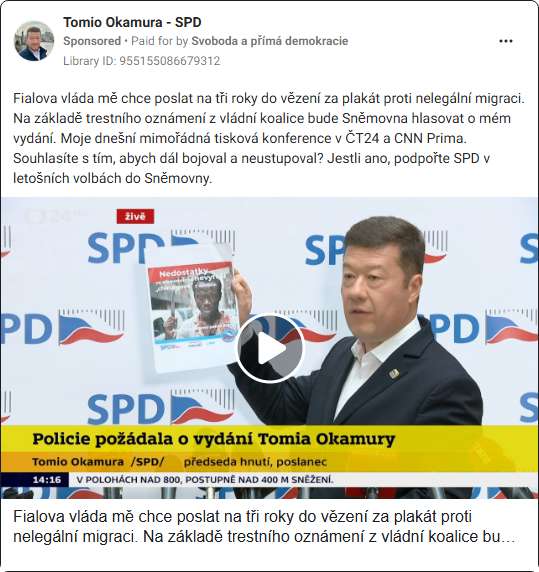 Tomio Okamura - SPD
Sponsored • Paid for by Svoboda a přímá demokracie
Library ID: 955155086679312
Fialova vláda mě chce poslat na tři roky do vězení za plakát proti nelegální migraci.
Na základě trestního oznámení z vládní koalice bude Sněmovna hlasovat o mém
vydání. Moje dnešní mimořádná tisková konference v ČT24 a CNN Prima.
Souhlasíte s tím, abych dál bojoval a neustupoval? Jestli ano, podpořte SPD v
letošních volbách do Sněmovny.
živě
SPD
SPD
SPD
SPD
SPD
SPD
Nedostatky
Policie požádala o vydání Tomia Okamury
Tomio Okamura /SPD/ předseda hnutí, poslanec
14:16 V POLOHÁCH NAD 800, POSTUPNĚ NAD 400 M SNĚŽENÍ.
Fialova vláda mě chce poslat na tři roky do vězení za plakát proti
nelegální migraci. Na základě trestního oznámení z vládní koalice bu…